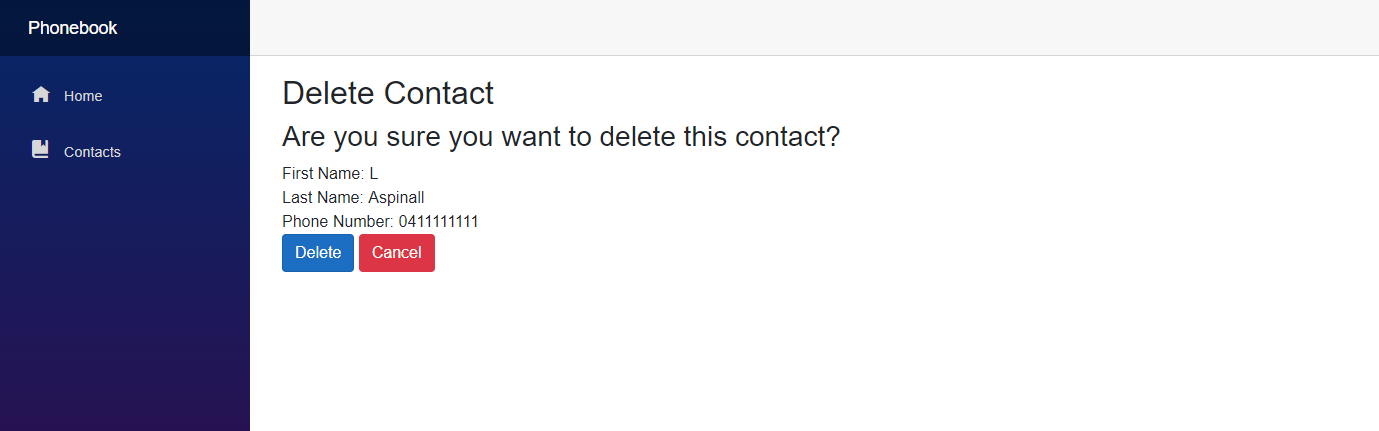 Phonebook
Home
Contacts
Delete Contact
Are you sure you want to delete this contact?
First Name: L
Last Name: Aspinall
Phone Number: 0411111111
Delete Cancel